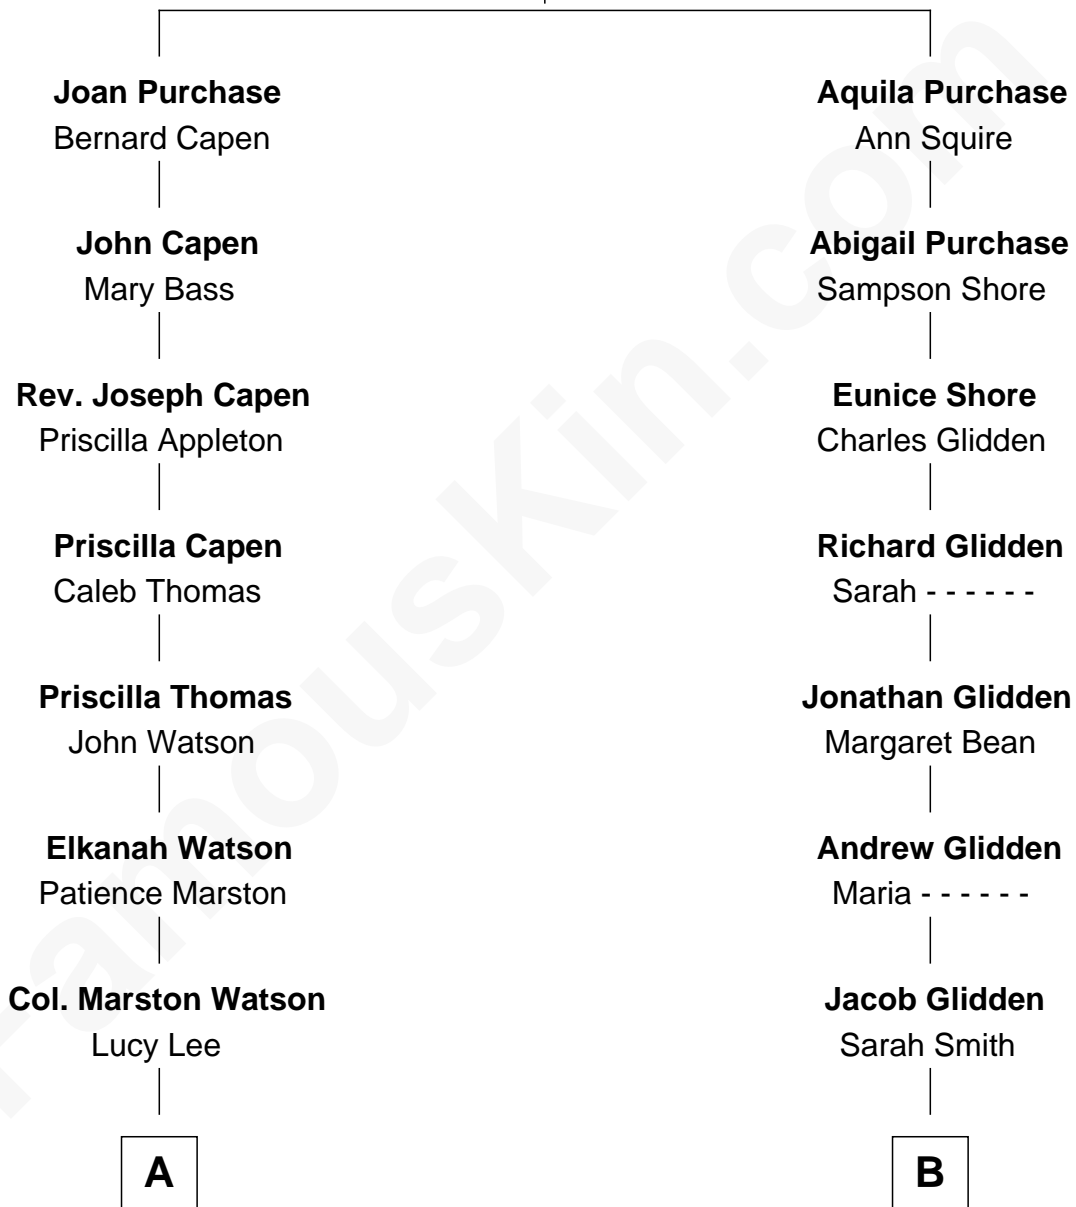 Joan Purchase
Bernard Capen
John Capen
Mary Bass
Rev. Joseph Capen
Priscilla Appleton
Priscilla Capen
Caleb Thomas
Priscilla Thomas
John Watson
Elkanah Watson
Patience Marston
Col. Marston Watson
Lucy Lee
A
Aquila Purchase
Ann Squire
Abigail Purchase
Sampson Shore
Eunice Shore
Charles Glidden
Richard Glidden
Sarah - - - - - -
Jonathan Glidden
Margaret Bean
Andrew Glidden
Maria - - - - - -
Jacob Glidden
Sarah Smith
B
FamousKin.com